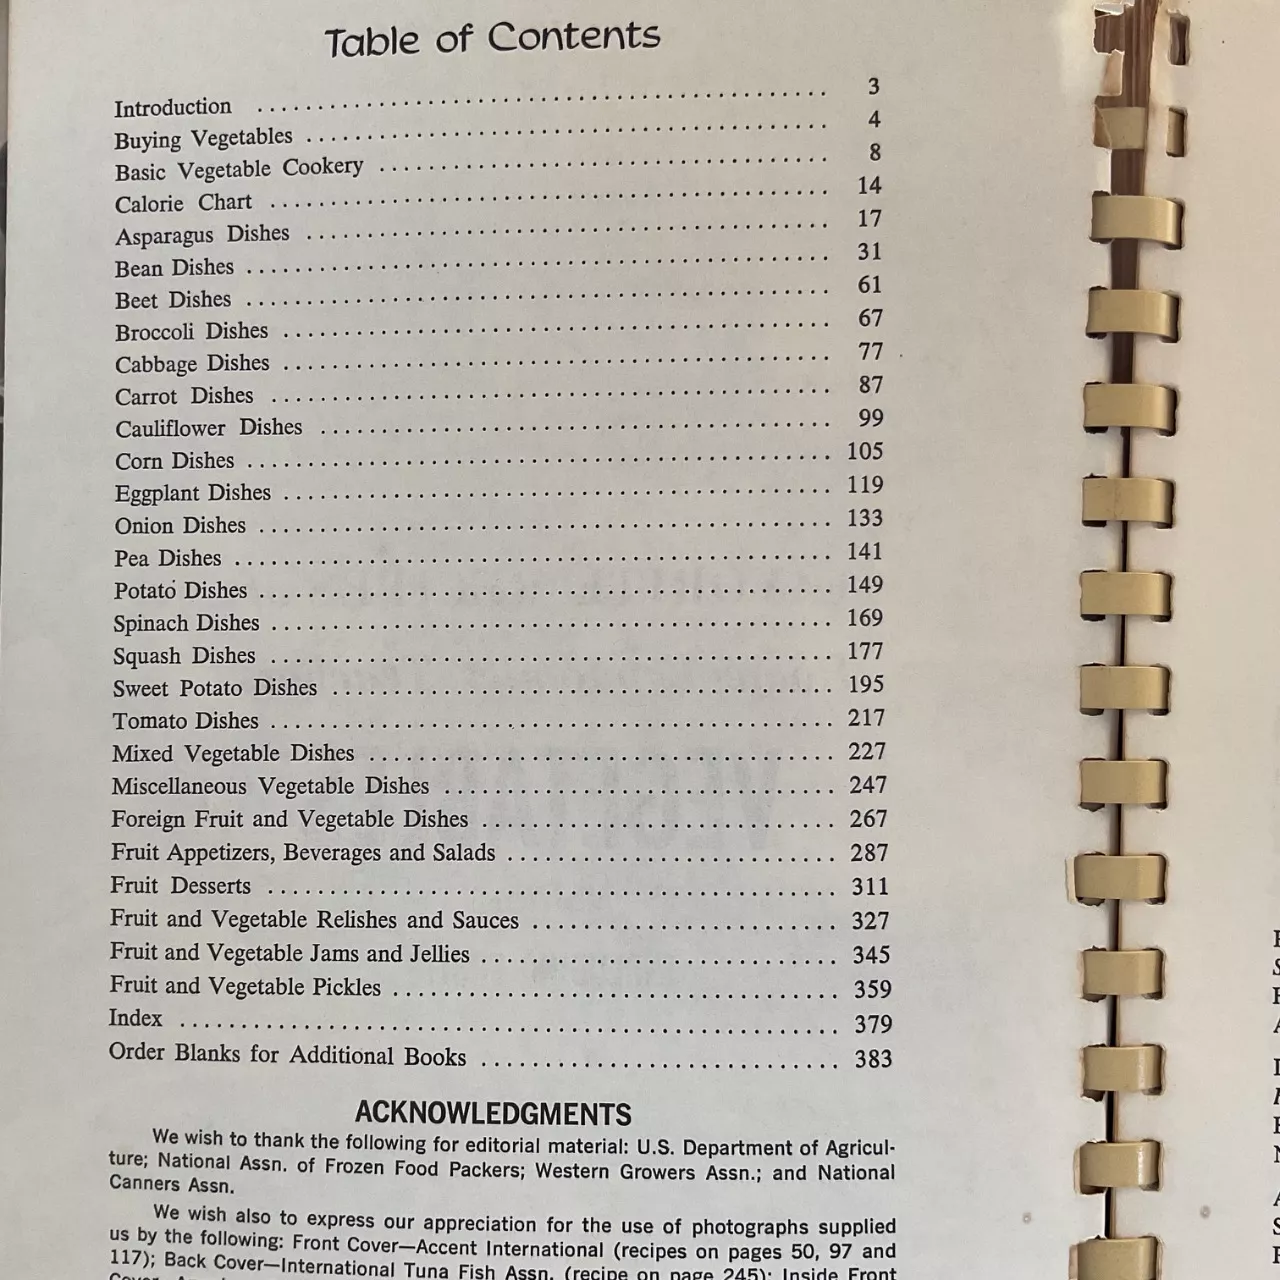 Table of Contents
Introduction ........ 3
Buying Vegetables ........ 4
Basic Vegetable Cookery ........ 8
Calorie Chart ........ 14
Asparagus Dishes ........ 17
Bean Dishes ........ 31
Beet Dishes ........ 61
Broccoli Dishes ........ 67
Cabbage Dishes ........ 77
Carrot Dishes ........ 87
Cauliflower Dishes ........ 99
Corn Dishes ........ 105
Eggplant Dishes ........ 119
Onion Dishes ........ 133
Pea Dishes ........ 141
Potato Dishes ........ 149
Spinach Dishes ........ 169
Squash Dishes ........ 177
Sweet Potato Dishes ........ 195
Tomato Dishes ........ 217
Mixed Vegetable Dishes ........ 227
Miscellaneous Vegetable Dishes ........ 247
Foreign Fruit and Vegetable Dishes ........ 267
Fruit Appetizers, Beverages and Salads ........ 287
Fruit Desserts ........ 311
Fruit and Vegetable Relishes and Sauces ........ 327
Fruit and Vegetable Jams and Jellies ........ 345
Fruit and Vegetable Pickles ........ 359
Index ........ 379
Order Blanks for Additional Books ........ 383
ACKNOWLEDGMENTS
We wish to thank the following for editorial material: U.S. Department of Agricul-
ture; National Assn. of Frozen Food Packers; Western Growers Assn.; and National
Canners Assn.
We wish also to express our appreciation for the use of photographs supplied
us by the following: Front Cover—Accent International (recipes on pages 50, 97 and
117); Back Cover—International Tuna Fish Assn. (recipe on page 245); Inside Front